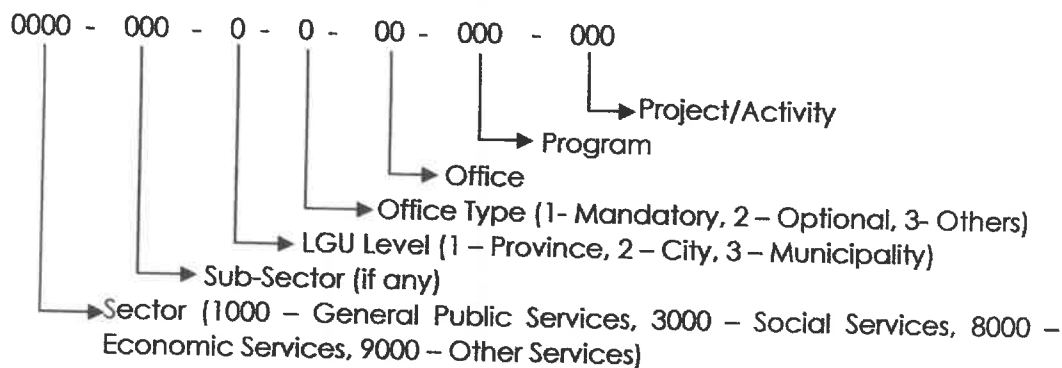 0000 - 000 - 0 - 0 - 00 - 000 - 000
Project/Activity
Program
Office
Office Type (1- Mandatory, 2 – Optional, 3- Others)
LGU Level (1 – Province, 2 – City, 3 – Municipality)
Sub-Sector (if any)
Sector (1000 – General Public Services, 3000 – Social Services, 8000 –
Economic Services, 9000 – Other Services)